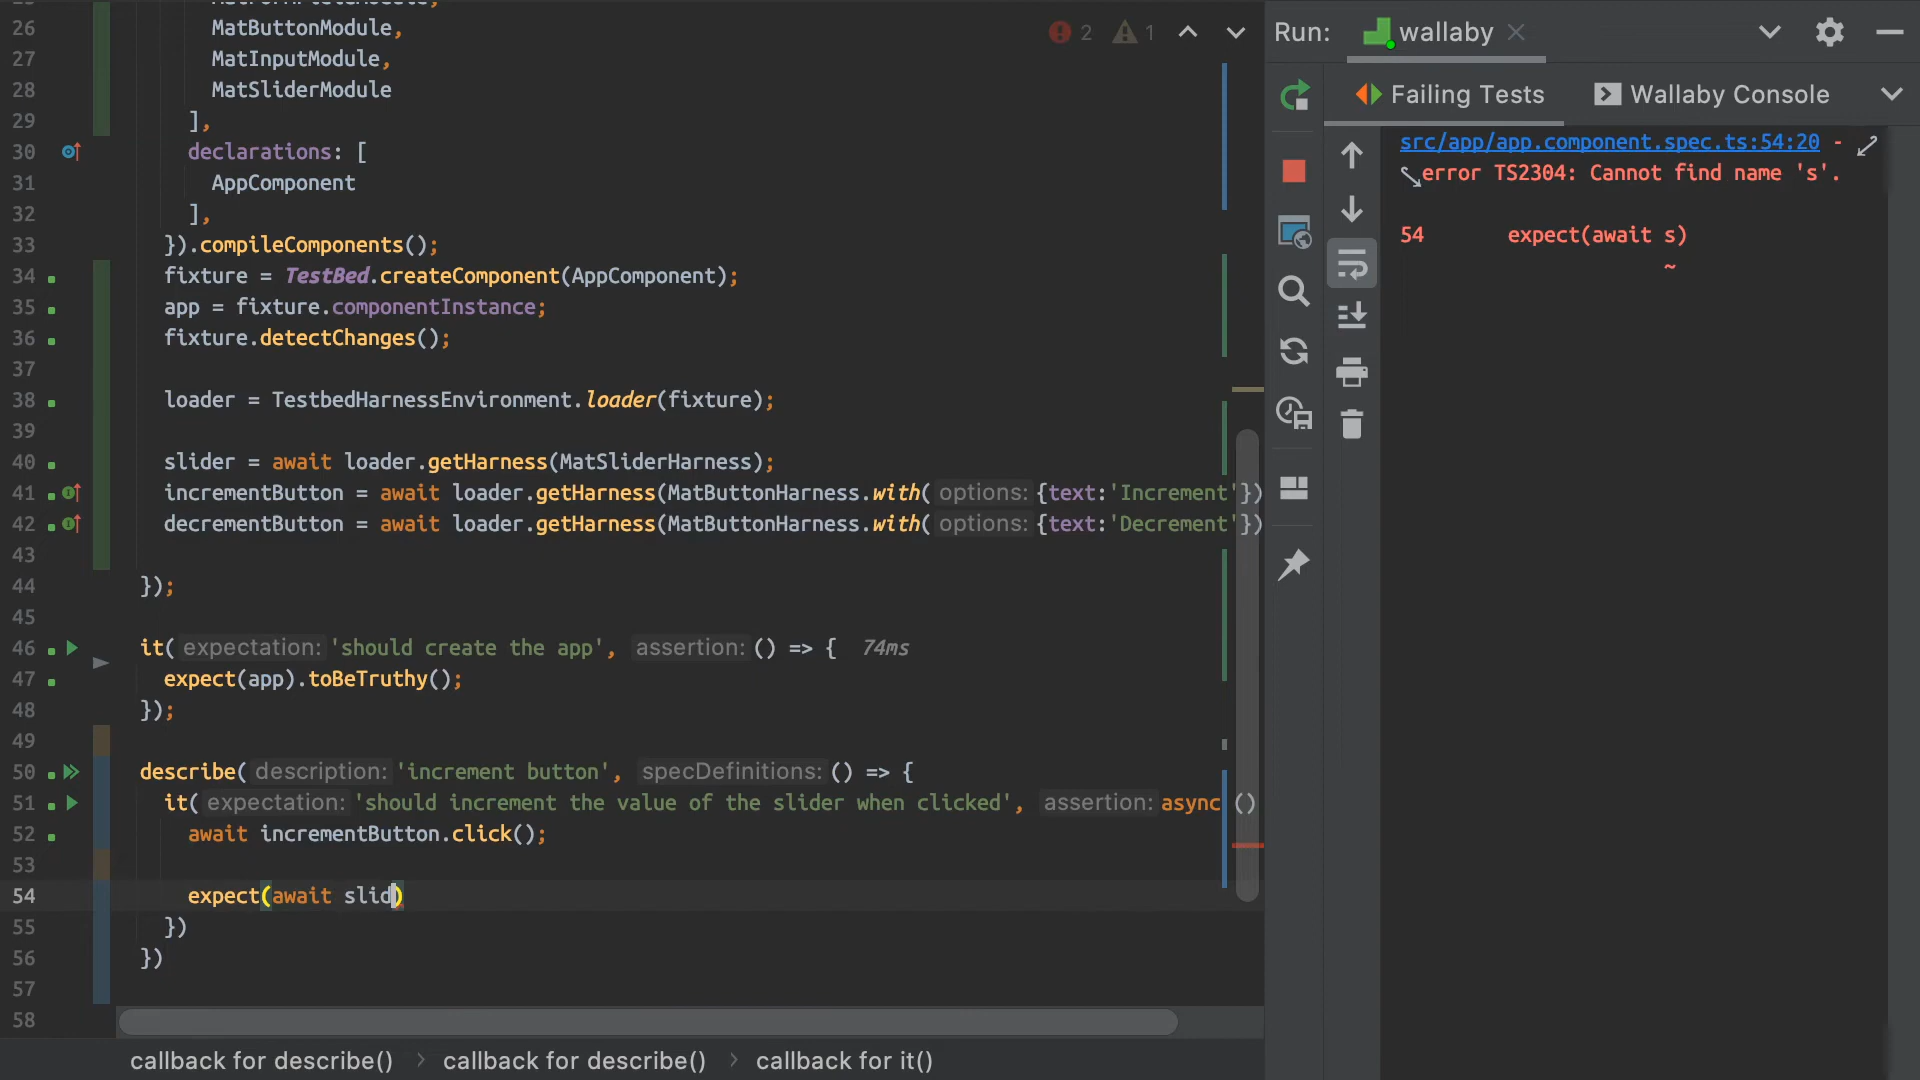 26 MatButtonModule,
27 MatInputModule,
28 MatSliderModule
29 ],
30 declarations: [
31 AppComponent
32 ],
33 }).compileComponents();
34 fixture = TestBed.createComponent(AppComponent);
35 app = fixture.componentInstance;
36 fixture.detectChanges();
37
38 loader = TestbedHarnessEnvironment.loader(fixture);
39
40 slider = await loader.getHarness(MatSliderHarness);
41 incrementButton = await loader.getHarness(MatButtonHarness.with( options: {text:'Increment'})
42 decrementButton = await loader.getHarness(MatButtonHarness.with( options: {text:'Decrement'})
43
44 });
45
46 it( expectation: 'should create the app', assertion: () => { 74ms
47 expect(app).toBeTruthy();
48 });
49
50 describe( description: 'increment button', specDefinitions: () => {
51 it( expectation: 'should increment the value of the slider when clicked', assertion: async ()
52 await incrementButton.click();
53
54 expect(await slid)
55 })
56 })
57
58
callback for describe() > callback for describe() > callback for it()
2 1
Run: wallaby
Failing Tests Wallaby Console
src/app/app.component.spec.ts:54:20 -
error TS2304: Cannot find name 's'.
54 expect(await s)
~